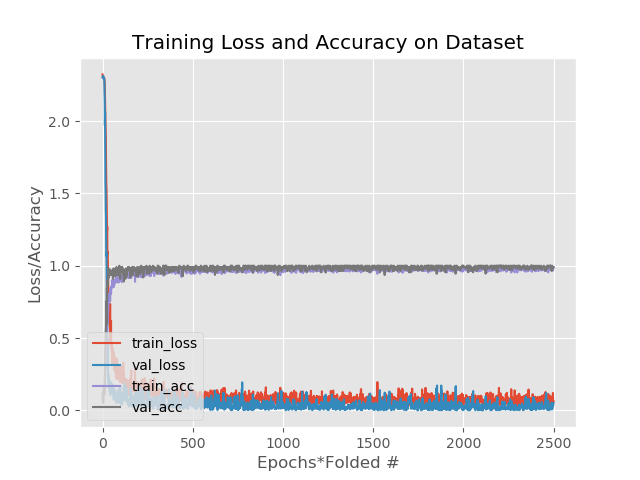 Training Loss and Accuracy on Dataset
Loss/Accuracy
2.0
1.5
1.0
0.5
0.0
train_loss
val_loss
train_acc
val_acc
0 500 1000 1500 2000 2500
Epochs*Folded #